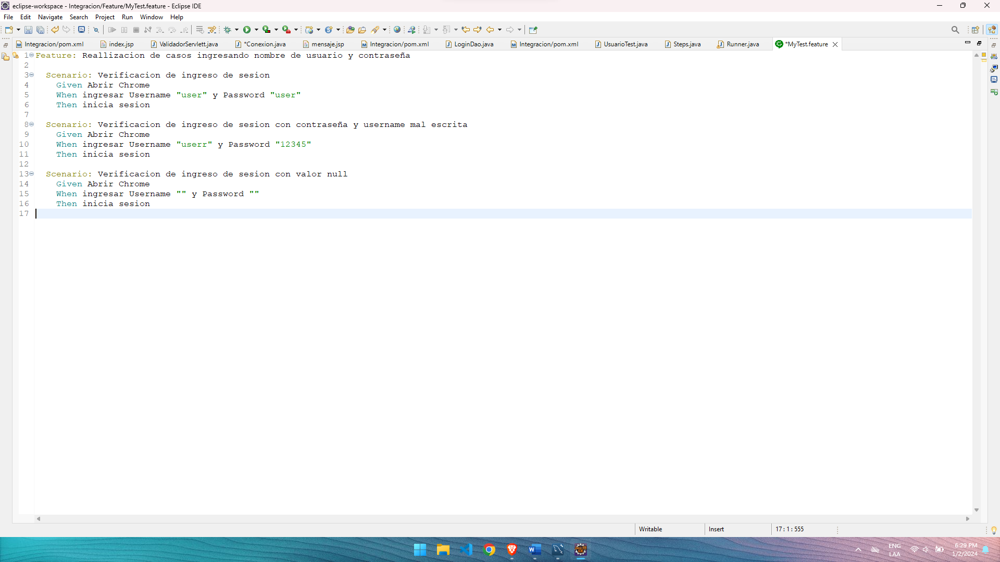 eclipse-workspace - Integracion/Feature/MyTest.feature - Eclipse IDE
File Edit Navigate Search Project Run Window Help
Integracion/pom.xml index.jsp ValidadorServlett.java *Conexion.java mensaje.jsp Integracion/pom.xml LoginDao.java Integracion/pom.xml UsuarioTest.java Steps.java Runner.java *MyTest.feature
1 Feature: Reallizacion de casos ingresando nombre de usuario y contraseña
2
3 Scenario: Verificacion de ingreso de sesion
4 Given Abrir Chrome
5 When ingresar Username "user" y Password "user"
6 Then inicia sesion
7
8 Scenario: Verificacion de ingreso de sesion con contraseña y username mal escrita
9 Given Abrir Chrome
10 When ingresar Username "userr" y Password "12345"
11 Then inicia sesion
12
13 Scenario: Verificacion de ingreso de sesion con valor null
14 Given Abrir Chrome
15 When ingresar Username "" y Password ""
16 Then inicia sesion
17
Writable Insert 17 : 1 : 555
ENG 6:29 PM
LAA 1/2/2024